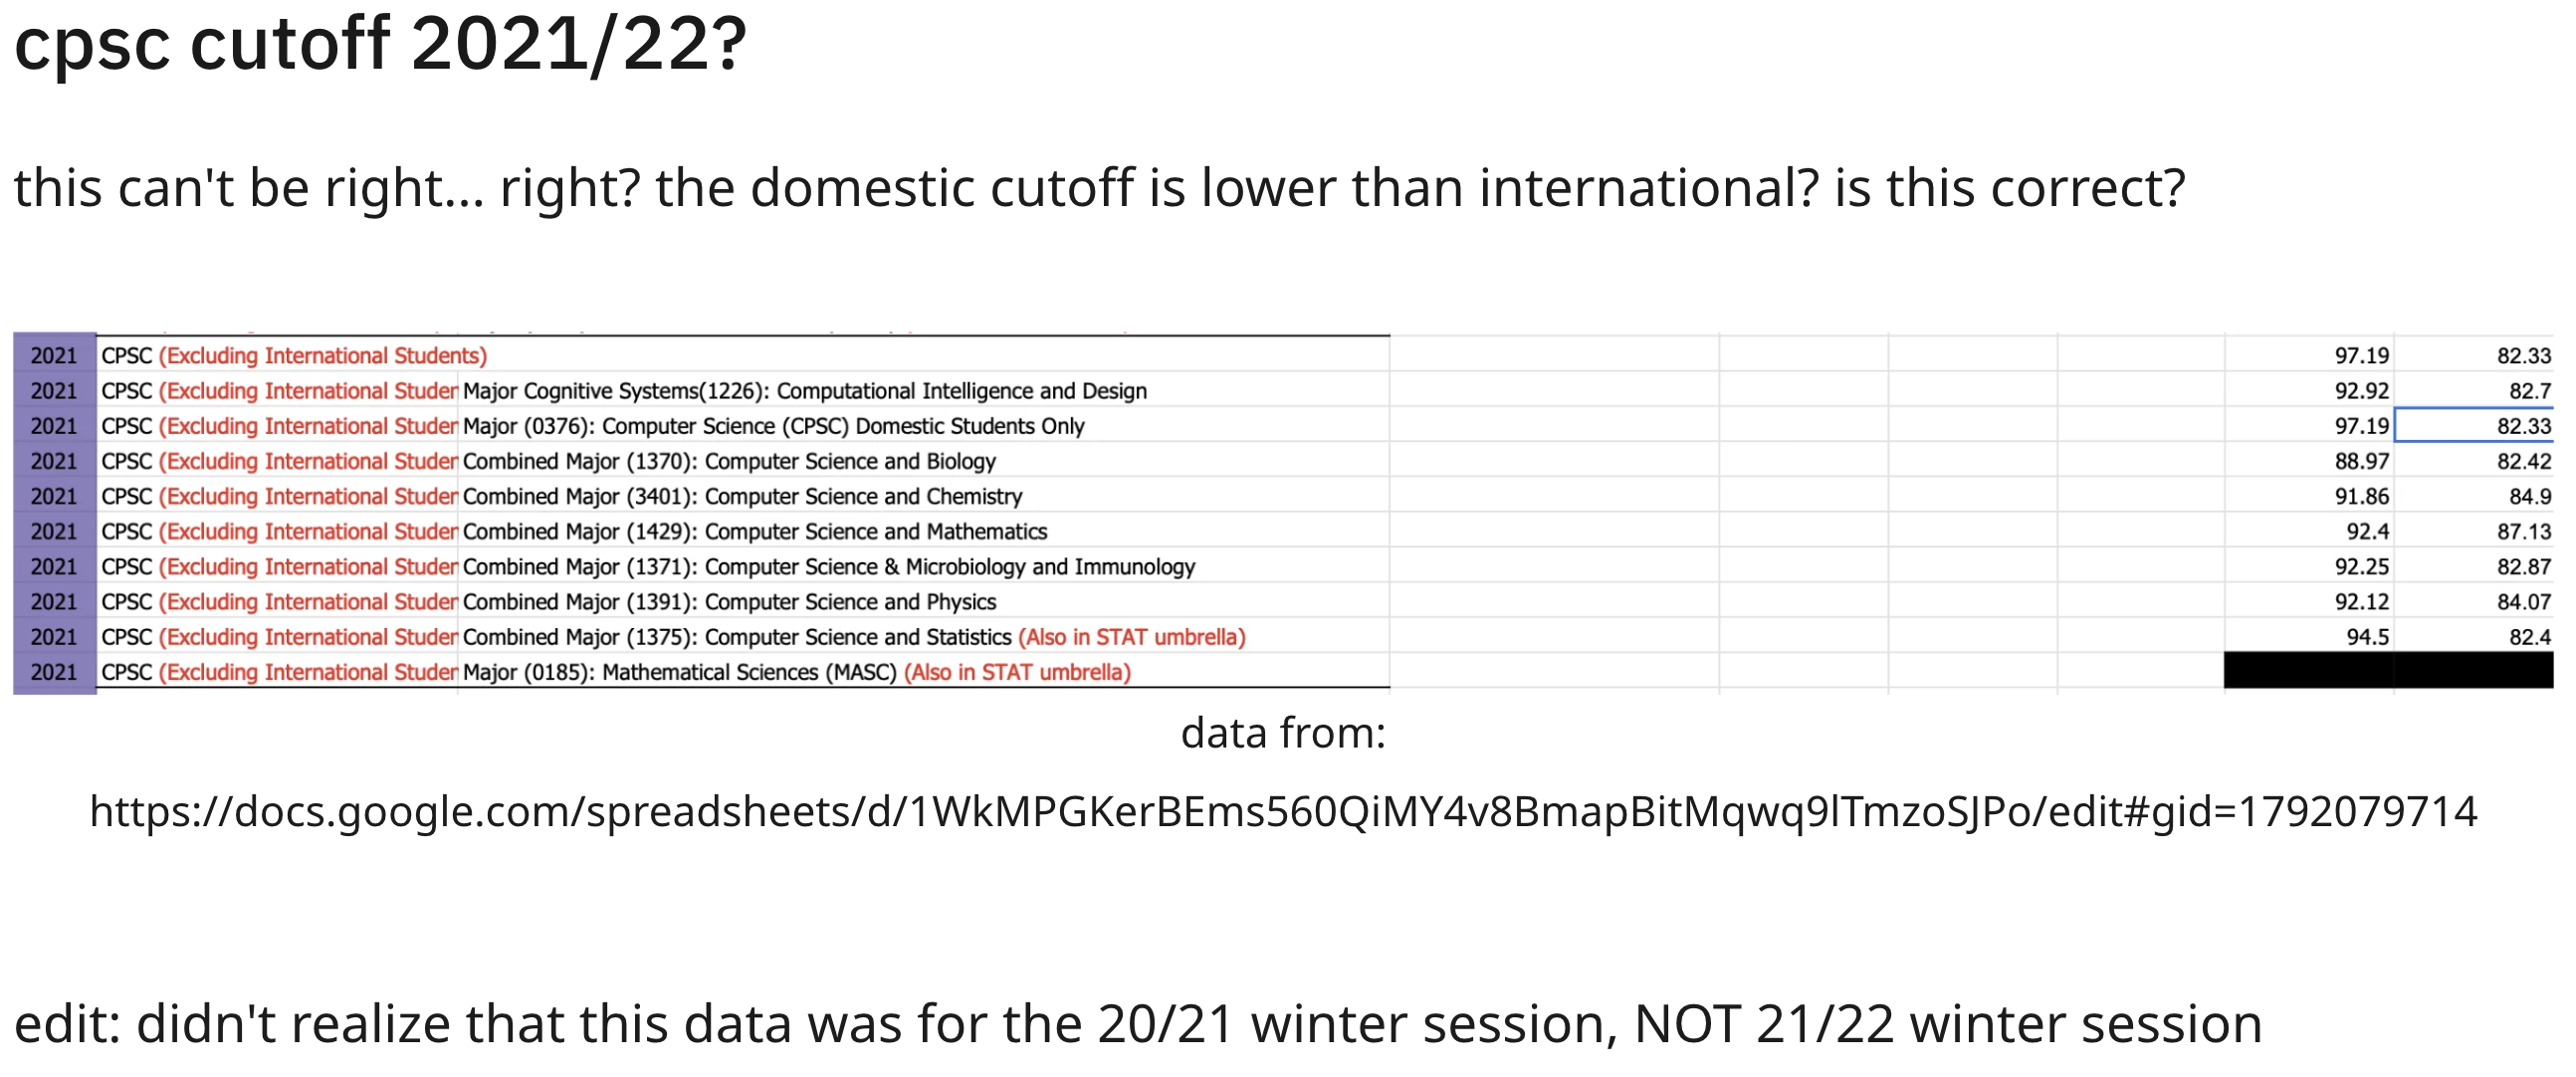 cpsc cutoff 2021/22?
this can't be right... right? the domestic cutoff is lower than international? is this correct?
2021 CPSC (Excluding International Students) 97.19 82.33
2021 CPSC (Excluding International Studer Major Cognitive Systems(1226): Computational Intelligence and Design 92.92 82.7
2021 CPSC (Excluding International Studer Major (0376): Computer Science (CPSC) Domestic Students Only 97.19 82.33
2021 CPSC (Excluding International Studer Combined Major (1370): Computer Science and Biology 88.97 82.42
2021 CPSC (Excluding International Studer Combined Major (3401): Computer Science and Chemistry 91.86 84.9
2021 CPSC (Excluding International Studer Combined Major (1429): Computer Science and Mathematics 92.4 87.13
2021 CPSC (Excluding International Studer Combined Major (1371): Computer Science & Microbiology and Immunology 92.25 82.87
2021 CPSC (Excluding International Studer Combined Major (1391): Computer Science and Physics 92.12 84.07
2021 CPSC (Excluding International Studer Combined Major (1375): Computer Science and Statistics (Also in STAT umbrella) 94.5 82.4
2021 CPSC (Excluding International Studer Major (0185): Mathematical Sciences (MASC) (Also in STAT umbrella)
data from:
https://docs.google.com/spreadsheets/d/1WkMPGKerBEms560QiMY4v8BmapBitMqwq9lTmzoSJPo/edit#gid=1792079714
edit: didn't realize that this data was for the 20/21 winter session, NOT 21/22 winter session